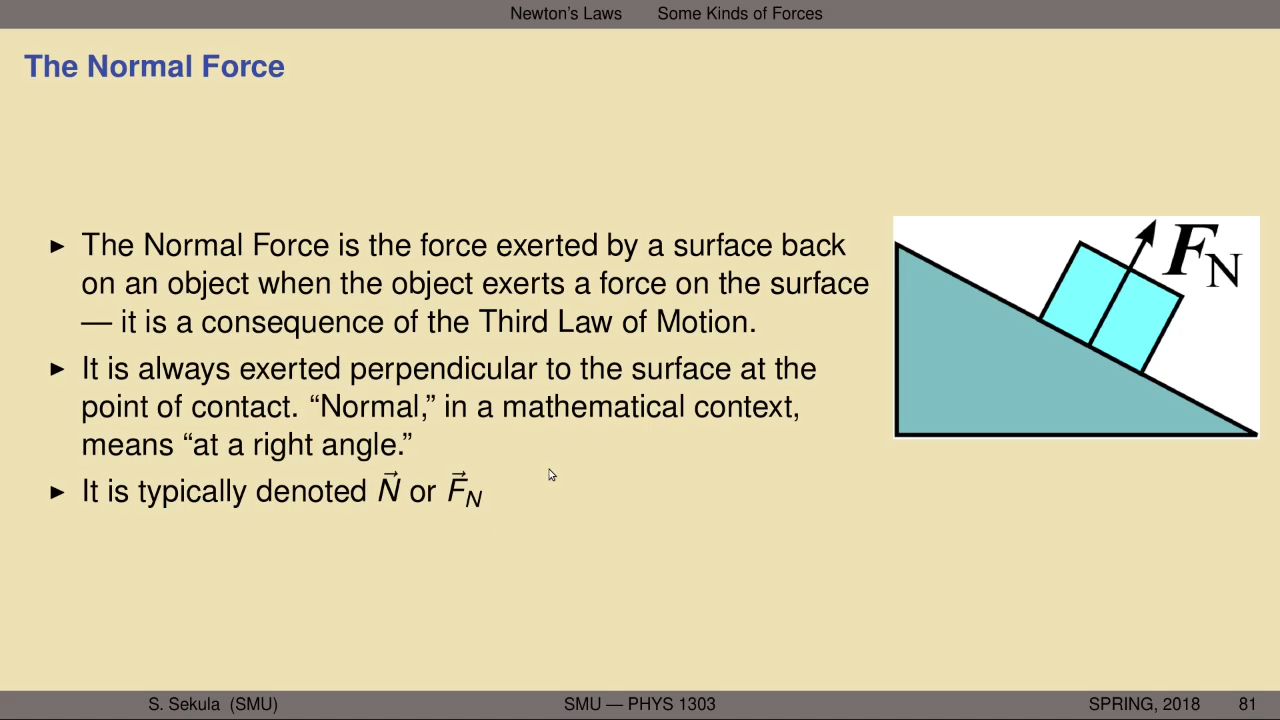 Newton's Laws Some Kinds of Forces
The Normal Force
▶ The Normal Force is the force exerted by a surface back
on an object when the object exerts a force on the surface
— it is a consequence of the Third Law of Motion.
▶ It is always exerted perpendicular to the surface at the
point of contact. “Normal,” in a mathematical context,
means “at a right angle.”
▶ It is typically denoted N⃗ or F⃗_N
F_N
S. Sekula (SMU) SMU — PHYS 1303 SPRING, 2018 81